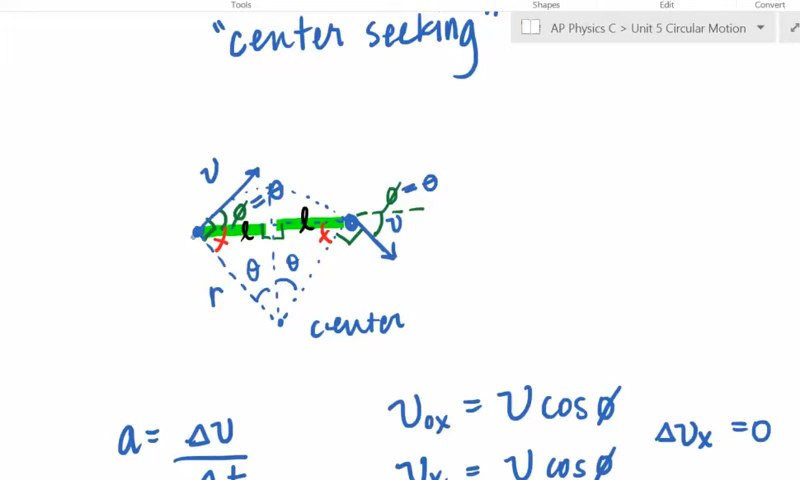 Tools
Shapes
Edit
Convert
AP Physics C > Unit 5 Circular Motion
"center seeking"
v
ϕ = θ
ϕ = θ
l
l
v
x
x
θ
θ
r
center
a = Δv
v₀ₓ = v cos ϕ
Δvₓ = 0
Δt
vₓ = v cos ϕ